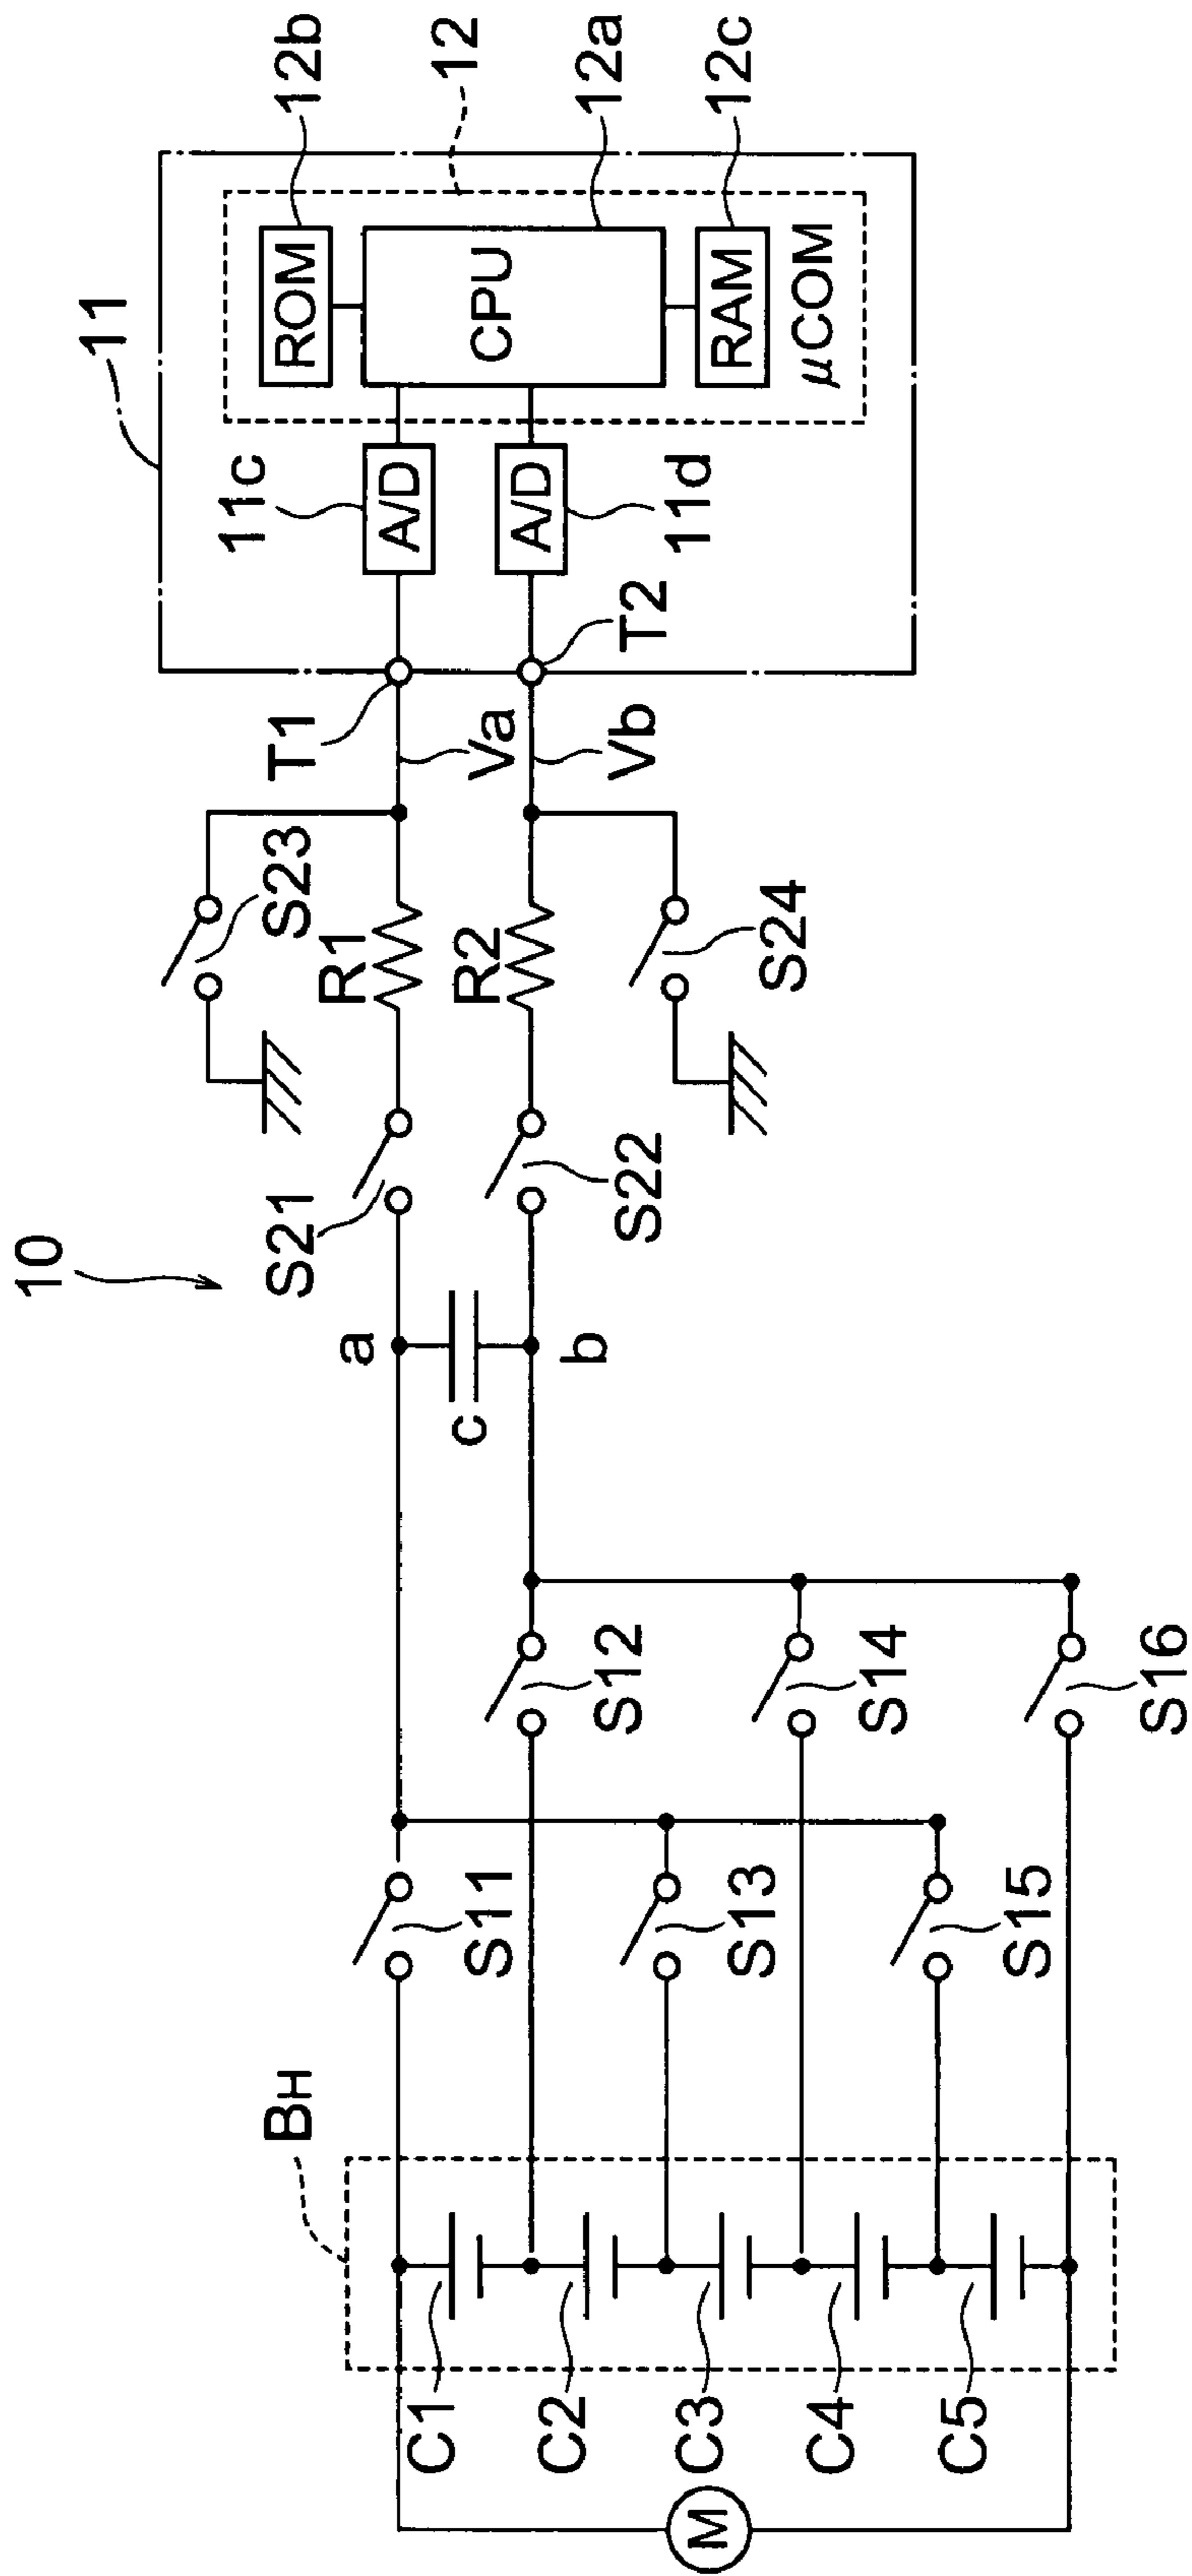 10
11
12b
12
12a
12c
ROM
CPU
RAM
μCOM
11c
A/D
A/D
11d
T1
T2
Va
Vb
S23
R1
R2
S24
S21
S22
a
b
c
S12
S14
S16
S11
S13
S15
BH
C1
C2
C3
C4
C5
M